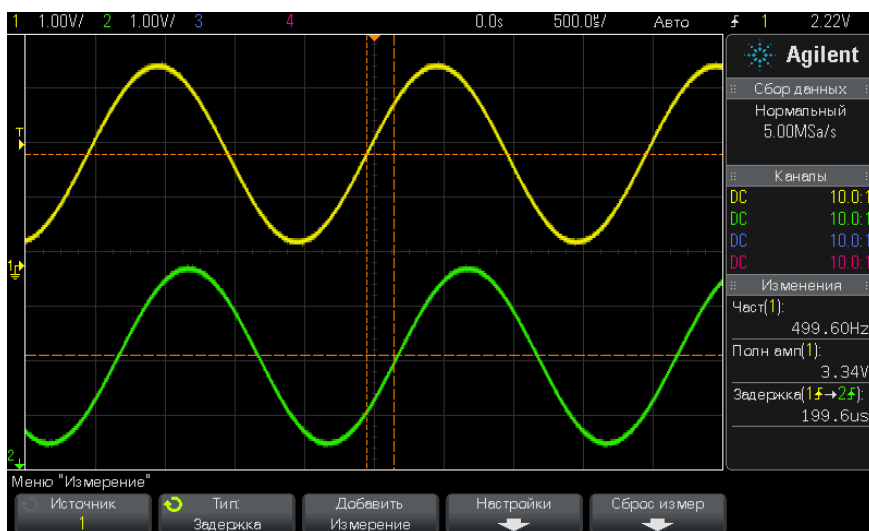 1 1.00V/ 2 1.00V/ 3 4 0.0s 500.0µ/ Авто 1 2.22V
Agilent
Сбор данных
Нормальный
5.00MSa/s
Каналы
DC 10.0:1
DC 10.0:1
DC 10.0:1
DC 10.0:1
Изменения
Част(1):
499.60Hz
Полн амп(1):
3.34V
Задержка(1→2):
199.6us
T
1
2
Меню "Измерение"
Источник
1
Тип:
Задержка
Добавить
Измерение
Настройки
Сброс измер